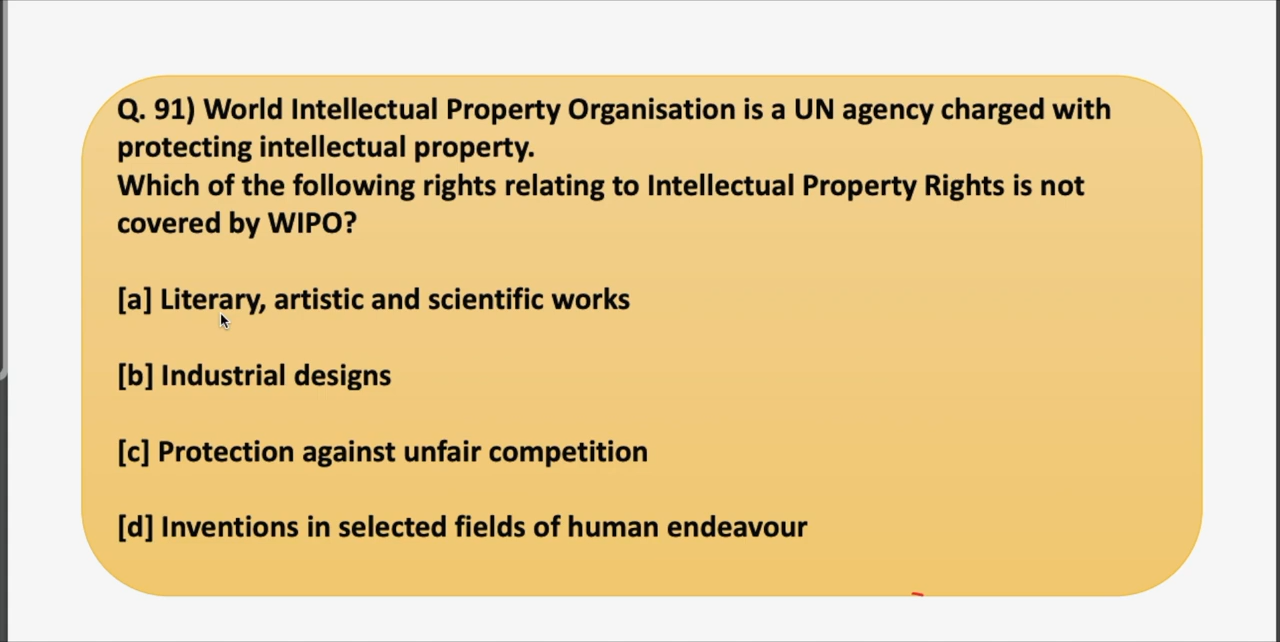 Q. 91) World Intellectual Property Organisation is a UN agency charged with
protecting intellectual property.
Which of the following rights relating to Intellectual Property Rights is not
covered by WIPO?
[a] Literary, artistic and scientific works
[b] Industrial designs
[c] Protection against unfair competition
[d] Inventions in selected fields of human endeavour